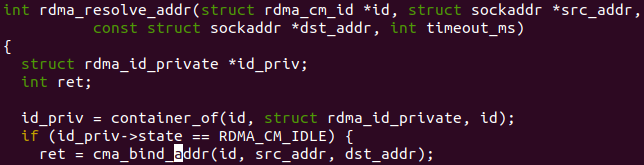 int rdma_resolve_addr(struct rdma_cm_id *id, struct sockaddr *src_addr,
const struct sockaddr *dst_addr, int timeout_ms)
{
struct rdma_id_private *id_priv;
int ret;
id_priv = container_of(id, struct rdma_id_private, id);
if (id_priv->state == RDMA_CM_IDLE) {
ret = cma_bind_addr(id, src_addr, dst_addr);